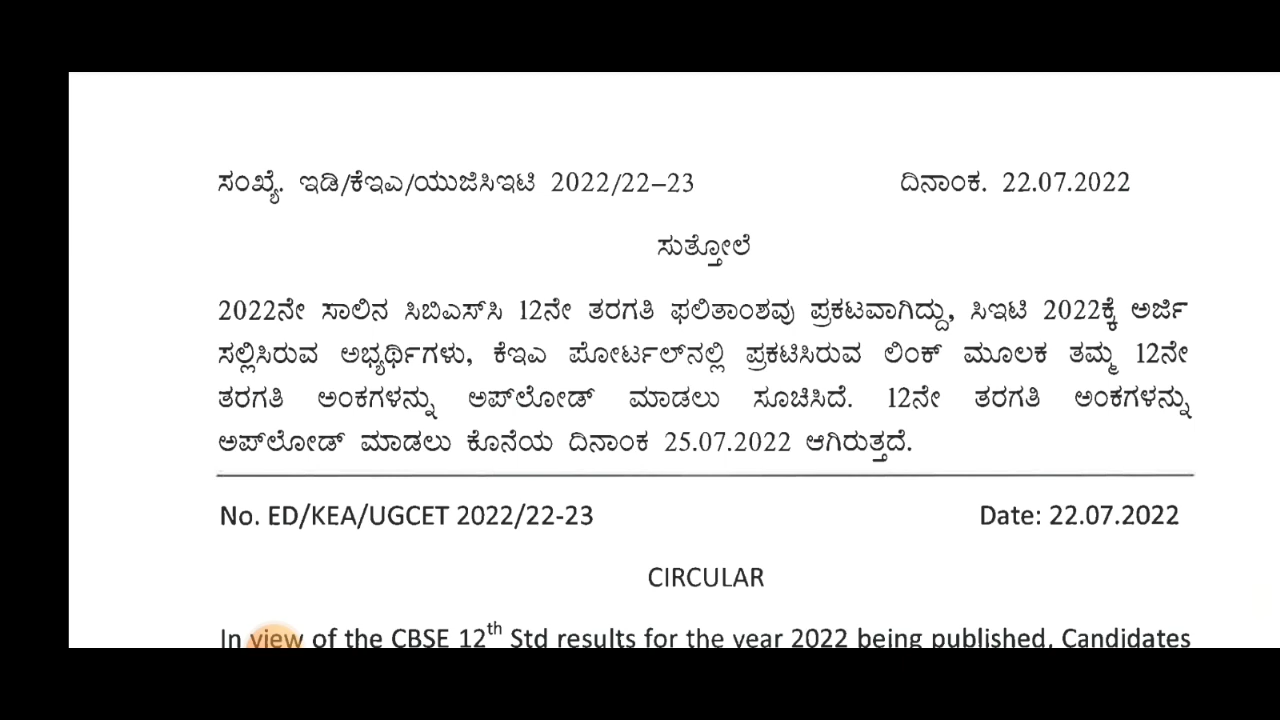 ಸಂಖ್ಯೆ. ಇಡಿ/ಕೆಇಎ/ಯುಜಿಸಿಇಟಿ 2022/22–23 ದಿನಾಂಕ. 22.07.2022
ಸುತ್ತೋಲೆ
2022ನೇ ಸಾಲಿನ ಸಿಬಿಎಸ್‌ಸಿ 12ನೇ ತರಗತಿ ಫಲಿತಾಂಶವು ಪ್ರಕಟವಾಗಿದ್ದು, ಸಿಇಟಿ 2022ಕ್ಕೆ ಅರ್ಜಿ
ಸಲ್ಲಿಸಿರುವ ಅಭ್ಯರ್ಥಿಗಳು, ಕೆಇಎ ಪೋರ್ಟಲ್‌ನಲ್ಲಿ ಪ್ರಕಟಿಸಿರುವ ಲಿಂಕ್ ಮೂಲಕ ತಮ್ಮ 12ನೇ
ತರಗತಿ ಅಂಕಗಳನ್ನು ಅಪ್‌ಲೋಡ್ ಮಾಡಲು ಸೂಚಿಸಿದೆ. 12ನೇ ತರಗತಿ ಅಂಕಗಳನ್ನು
ಅಪ್‌ಲೋಡ್ ಮಾಡಲು ಕೊನೆಯ ದಿನಾಂಕ 25.07.2022 ಆಗಿರುತ್ತದೆ.
No. ED/KEA/UGCET 2022/22-23 Date: 22.07.2022
CIRCULAR
In view of the CBSE 12th Std results for the year 2022 being published, Candidates